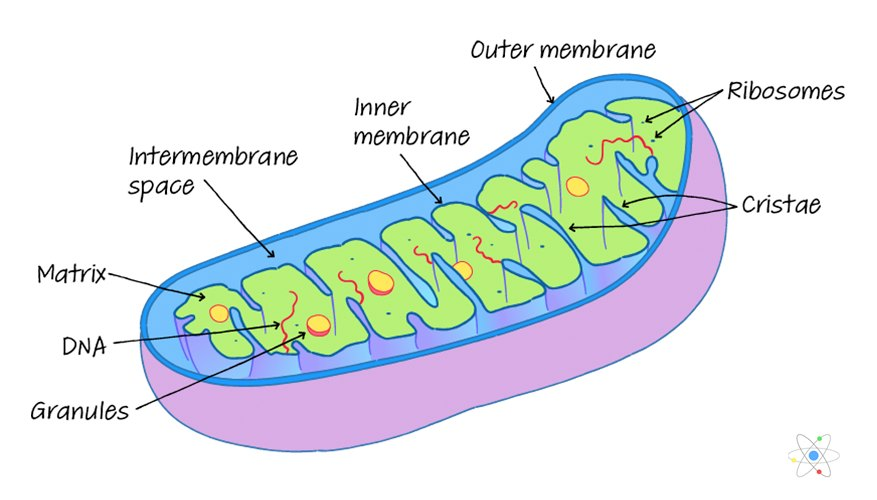 Outer membrane
Ribosomes
Inner
membrane
Intermembrane
space
Cristae
Matrix
DNA
Granules